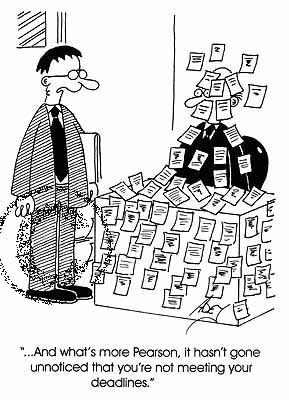 "...And what's more Pearson, it hasn't gone
unnoticed that you're not meeting your
deadlines."